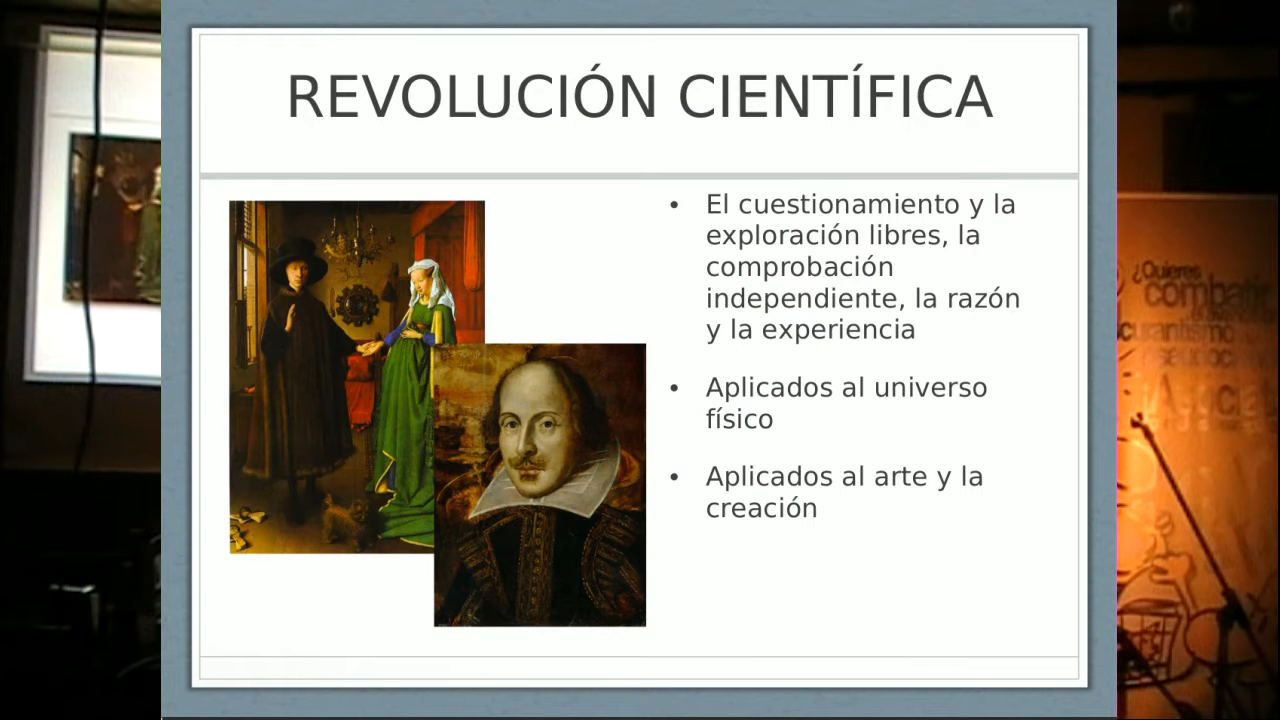 REVOLUCIÓN CIENTÍFICA
• El cuestionamiento y la
exploración libres, la
comprobación
independiente, la razón
y la experiencia
• Aplicados al universo
físico
• Aplicados al arte y la
creación
¿Quieres
combatir